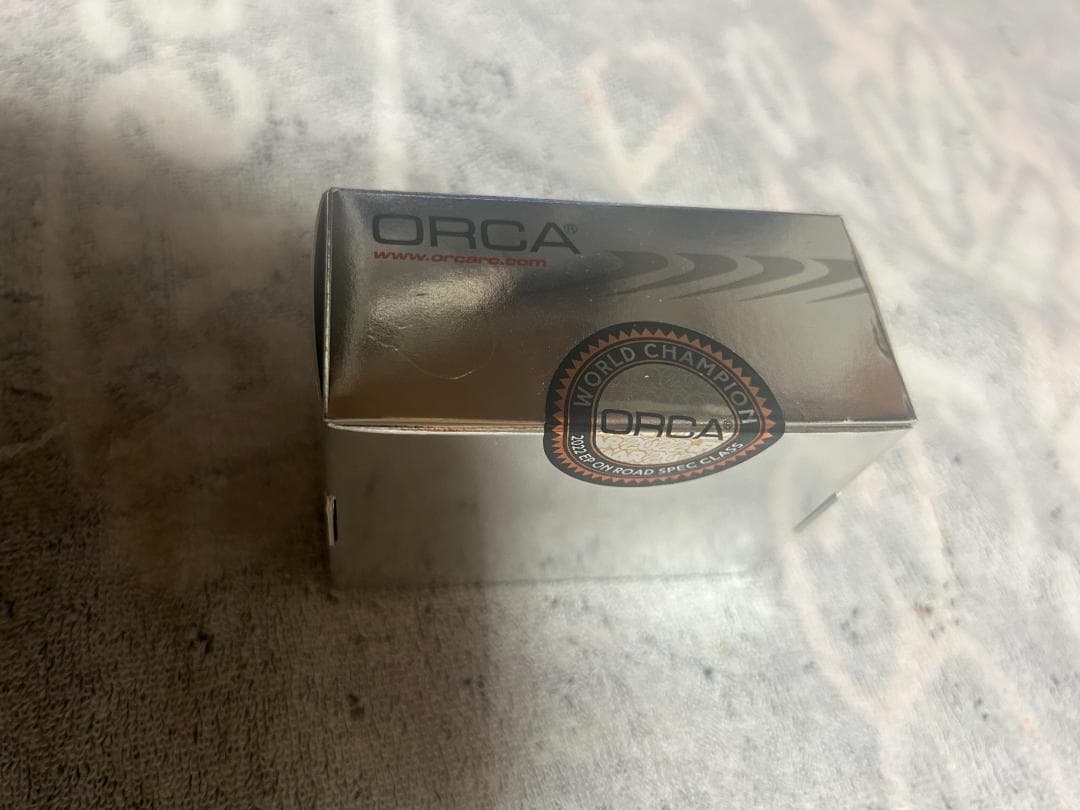 ORCA®
www.orcarc.com
WORLD CHAMPION
ORCA®
2022 EP ON ROAD SPEC CLASS